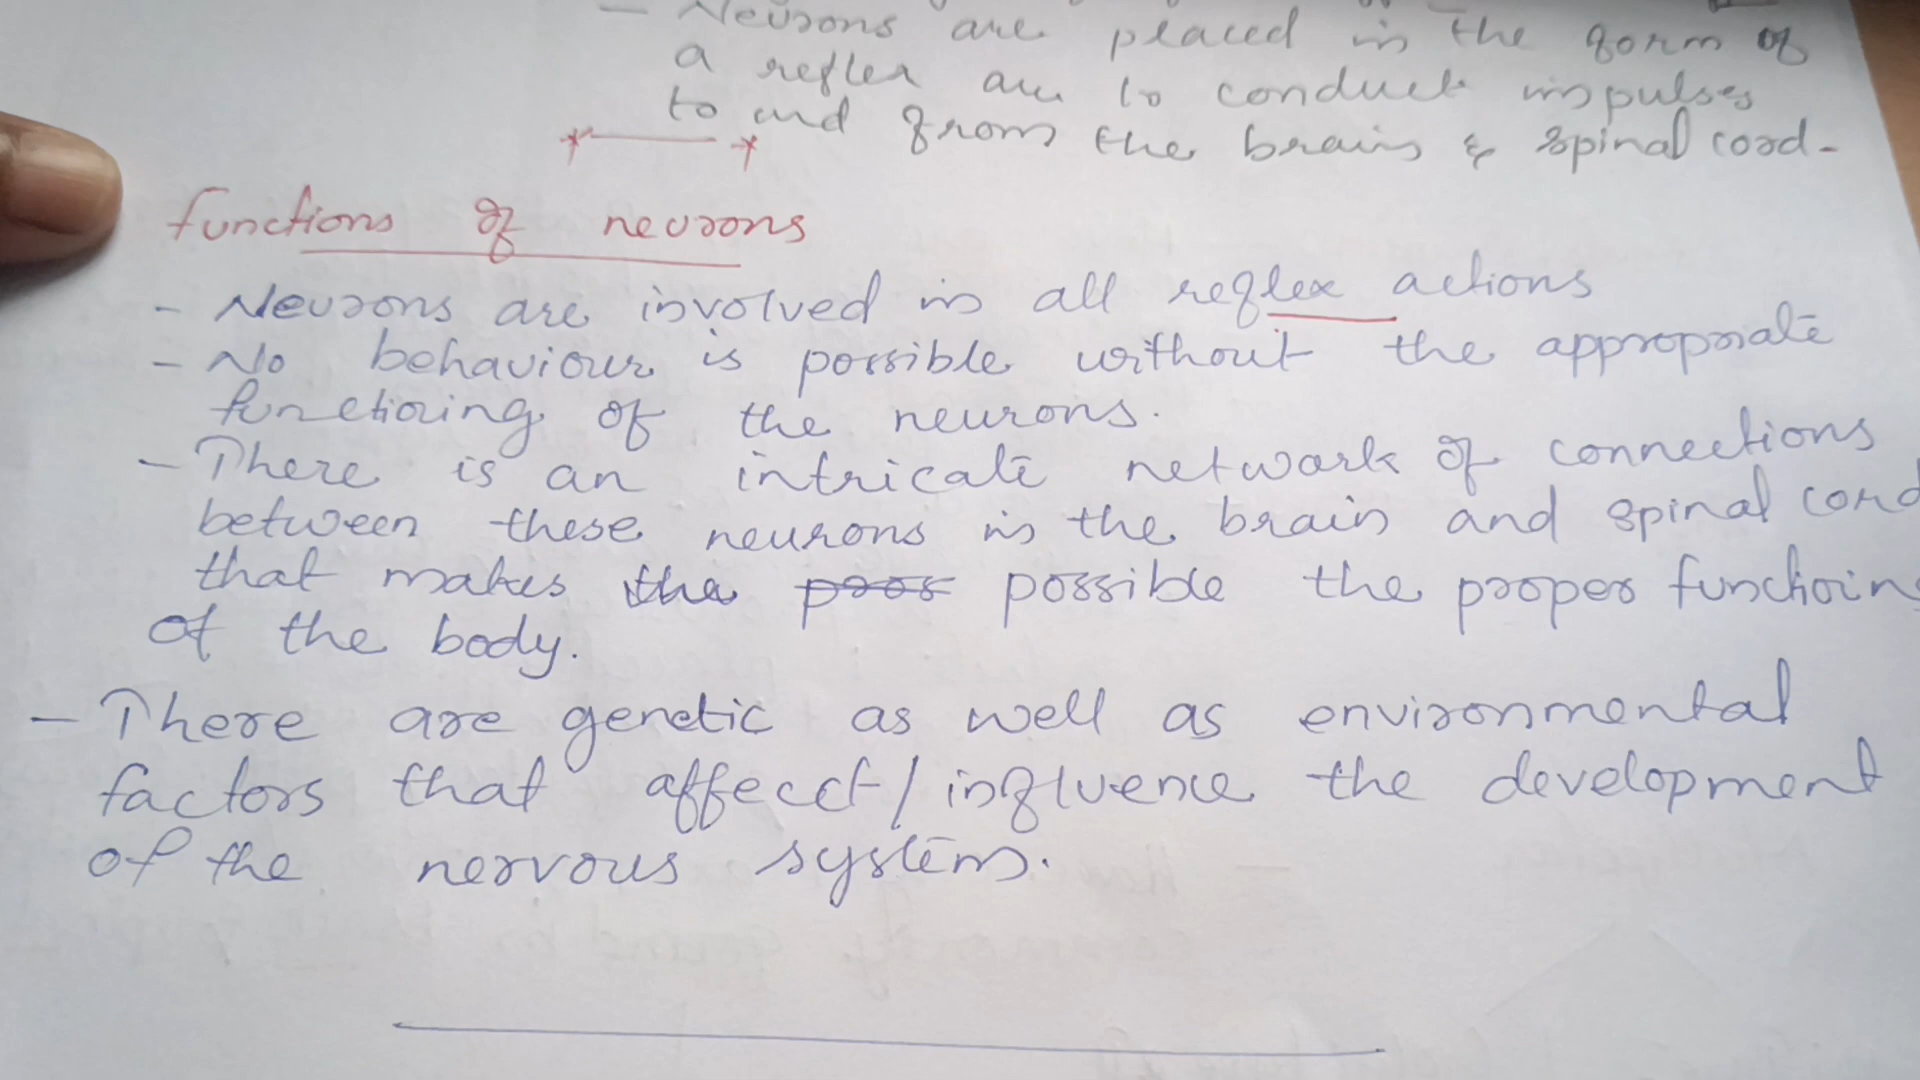 - Neurons are placed in the form of
a reflex arc to conduct impulses
to and from the brain & spinal cord-
functions of neurons
- Neurons are involved in all reflex actions
- No behaviour is possible without the appropriate
functioning of the neurons.
- There is an intricate network of connections
between these neurons in the brain and spinal cord
that makes the poos possible the proper functioning
of the body.
- There are genetic as well as environmental
factors that affecct/influence the development
of the nervous system.